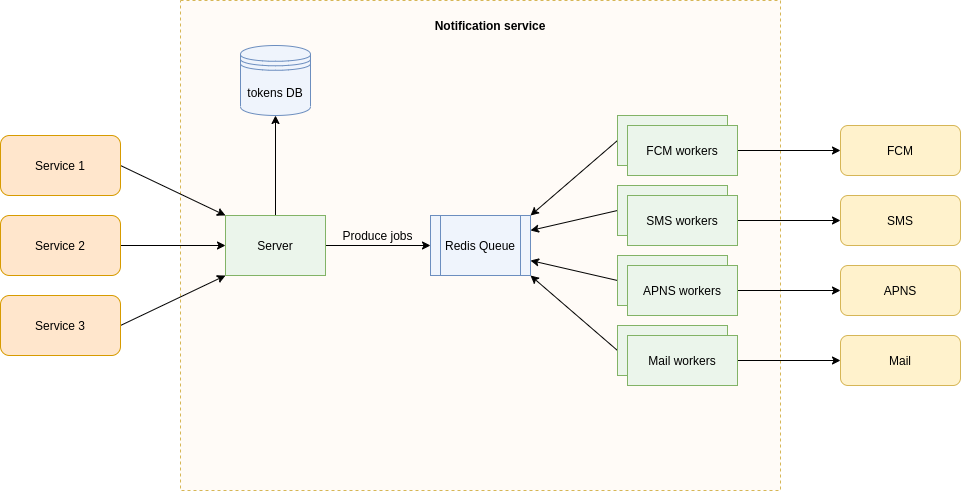 Notification service
tokens DB
Service 1
Service 2
Service 3
Server
Produce jobs
Redis Queue
FCM workers
SMS workers
APNS workers
Mail workers
FCM
SMS
APNS
Mail